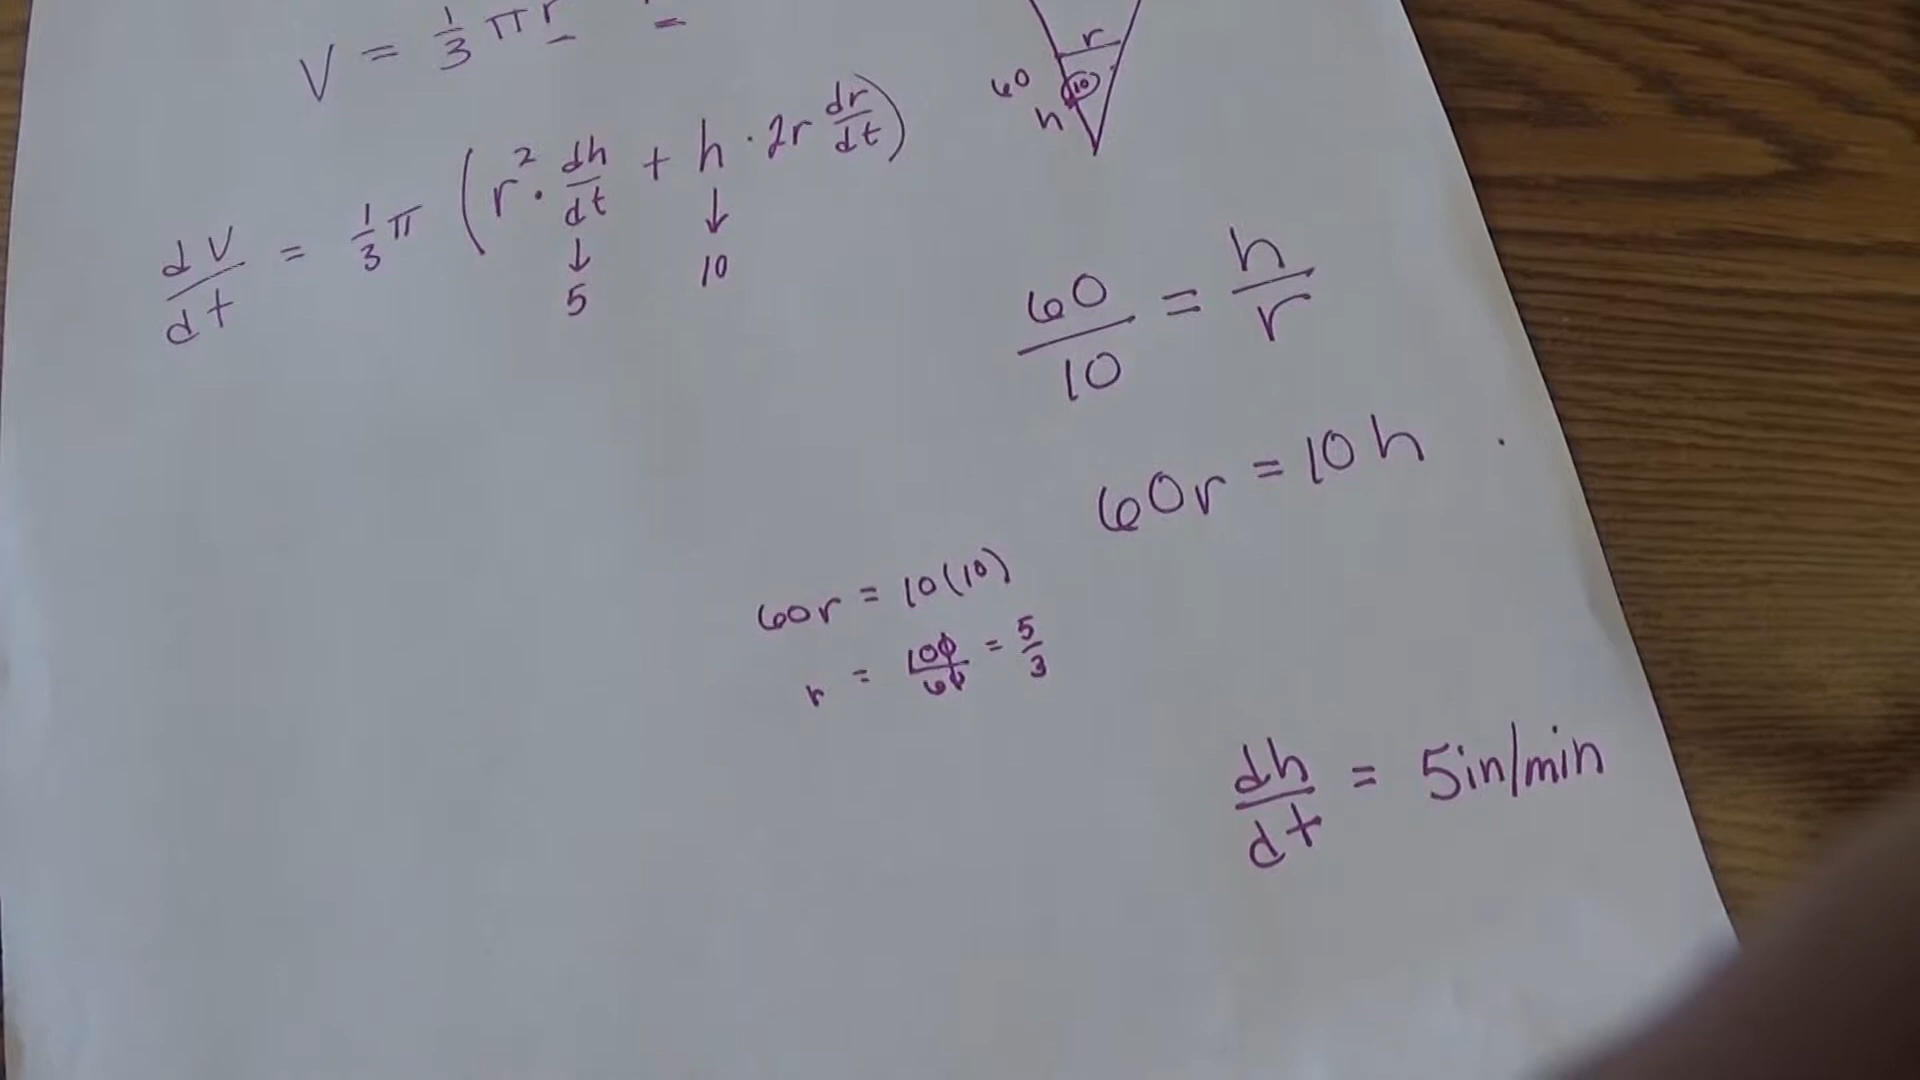 V = 1/3 π r
dV/dt = 1/3 π (r² · dh/dt + h · 2r dr/dt)
↓ ↓
5 10
r
60 10
h
60/10 = h/r
60r = 10h
60r = 10(10)
r = 100/60 = 5/3
dh/dt = 5in/min